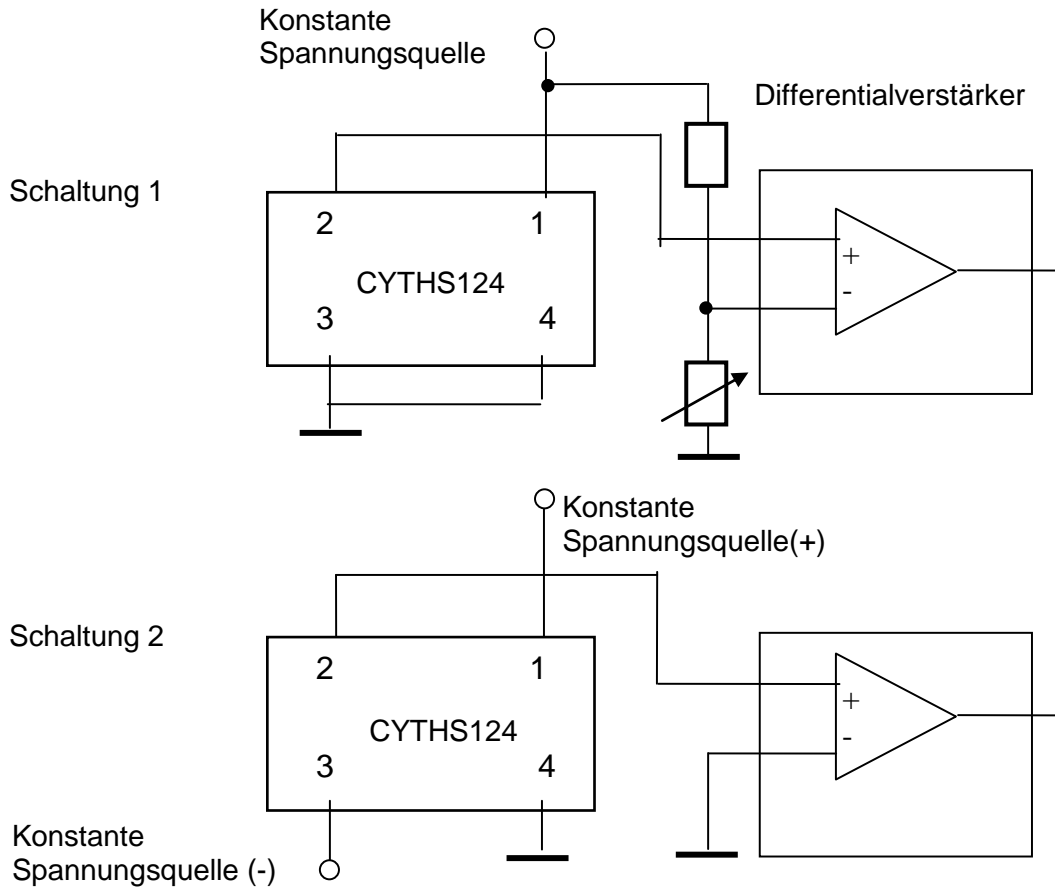 Konstante
Spannungsquelle
Differentialverstärker
Schaltung 1
2 1
CYTHS124
3 4
+
-
Konstante
Spannungsquelle(+)
Schaltung 2
2 1
CYTHS124
3 4
+
-
Konstante
Spannungsquelle (-)